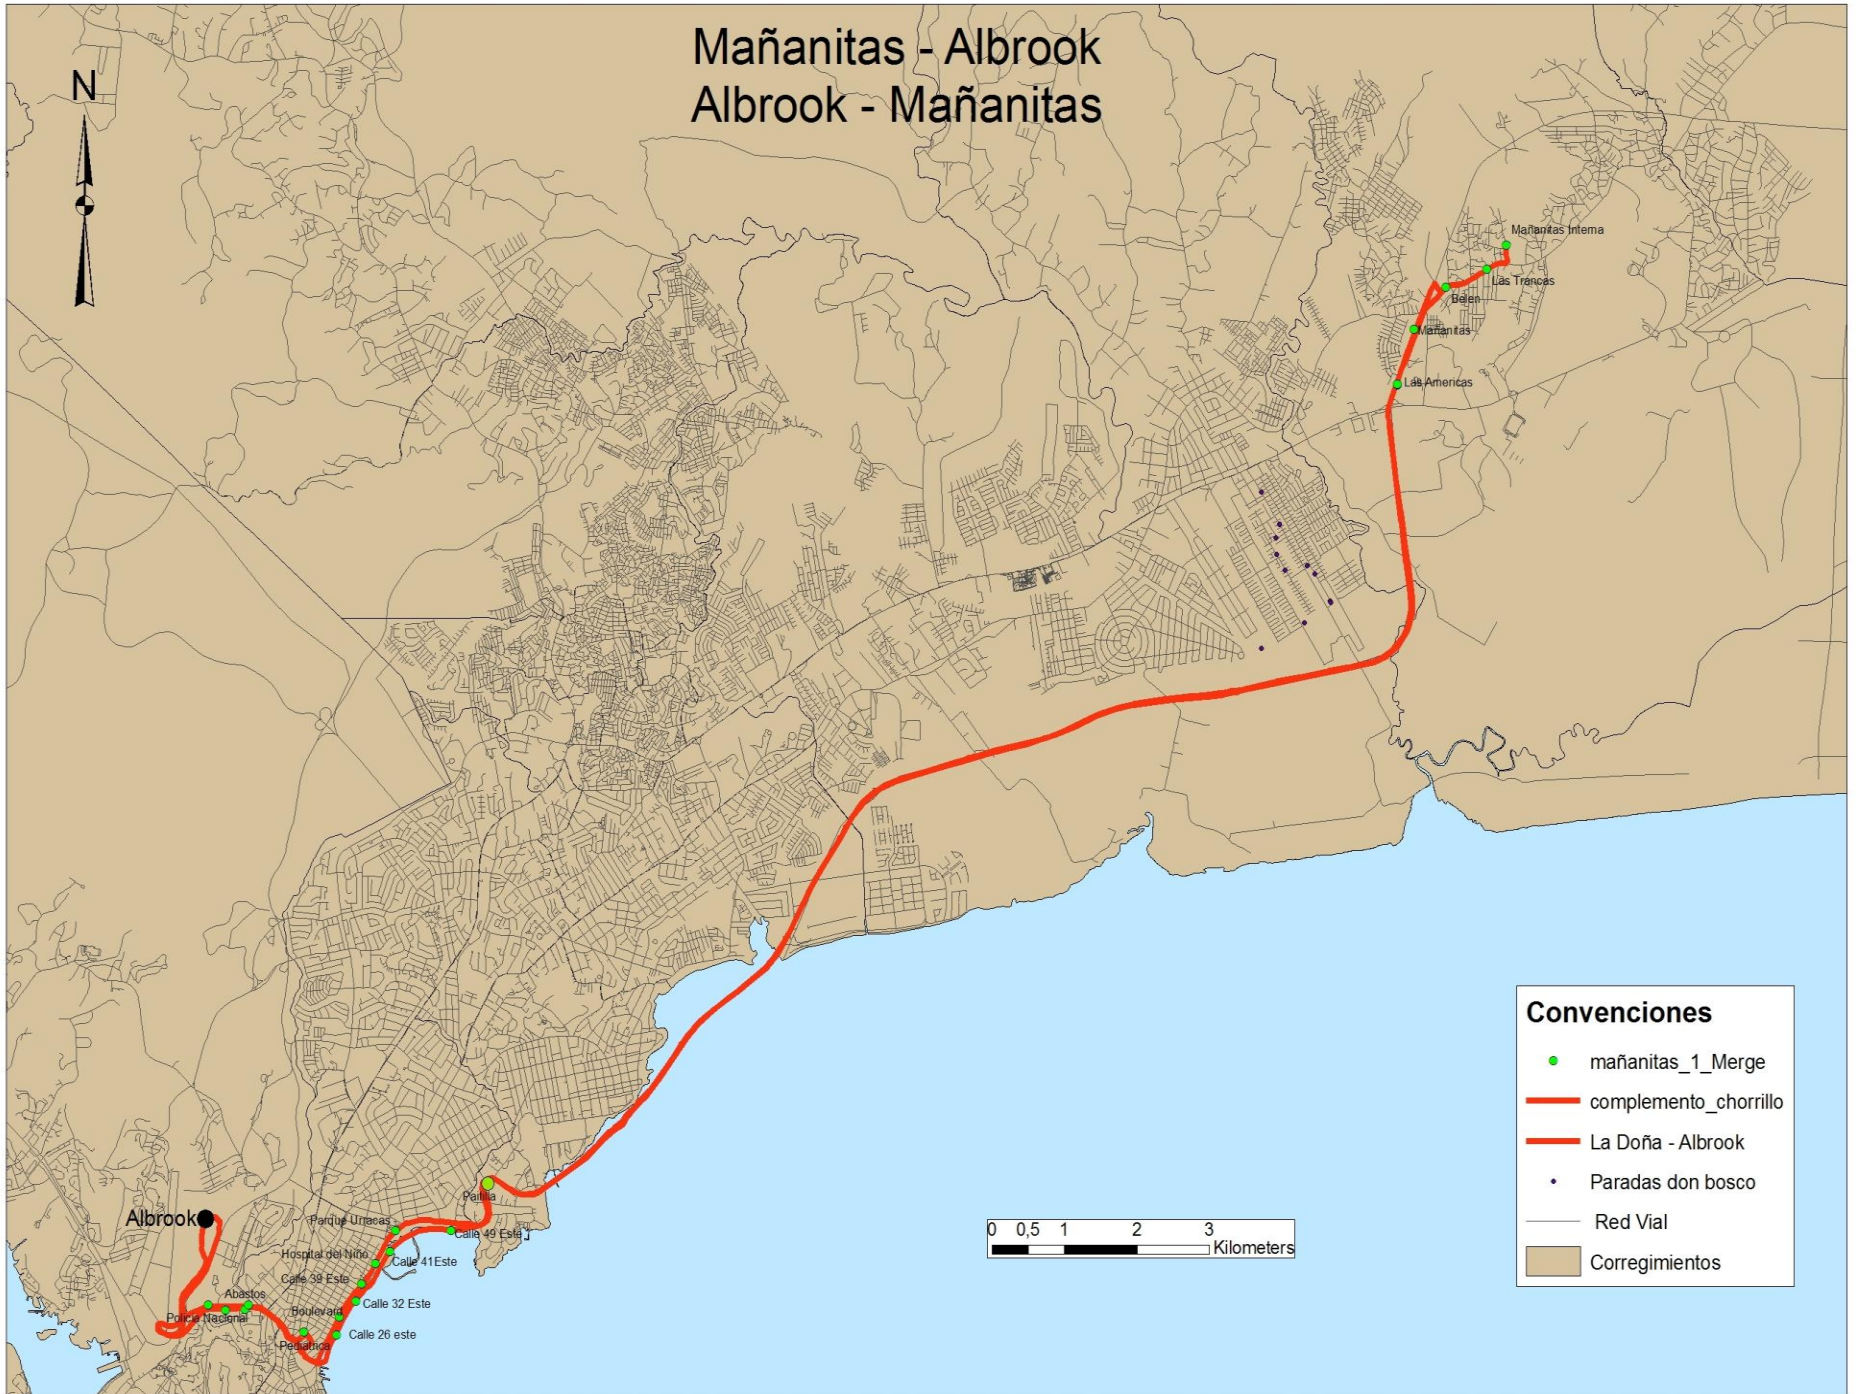 Mañanitas - Albrook
Albrook - Mañanitas
N
Mañanitas Interna
Las Trancas
Belen
Mañanitas
Las Americas
Paitilla
Albrook
Parque Urracas
Calle 49 Este
Hospital del Niño
Calle 41Este
Calle 39 Este
Abastos
Calle 32 Este
Boulevard
Policia Nacional
Calle 26 este
Pediatrica
0 0,5 1 2 3
Kilometers
Convenciones
mañanitas_1_Merge
complemento_chorrillo
La Doña - Albrook
Paradas don bosco
Red Vial
Corregimientos